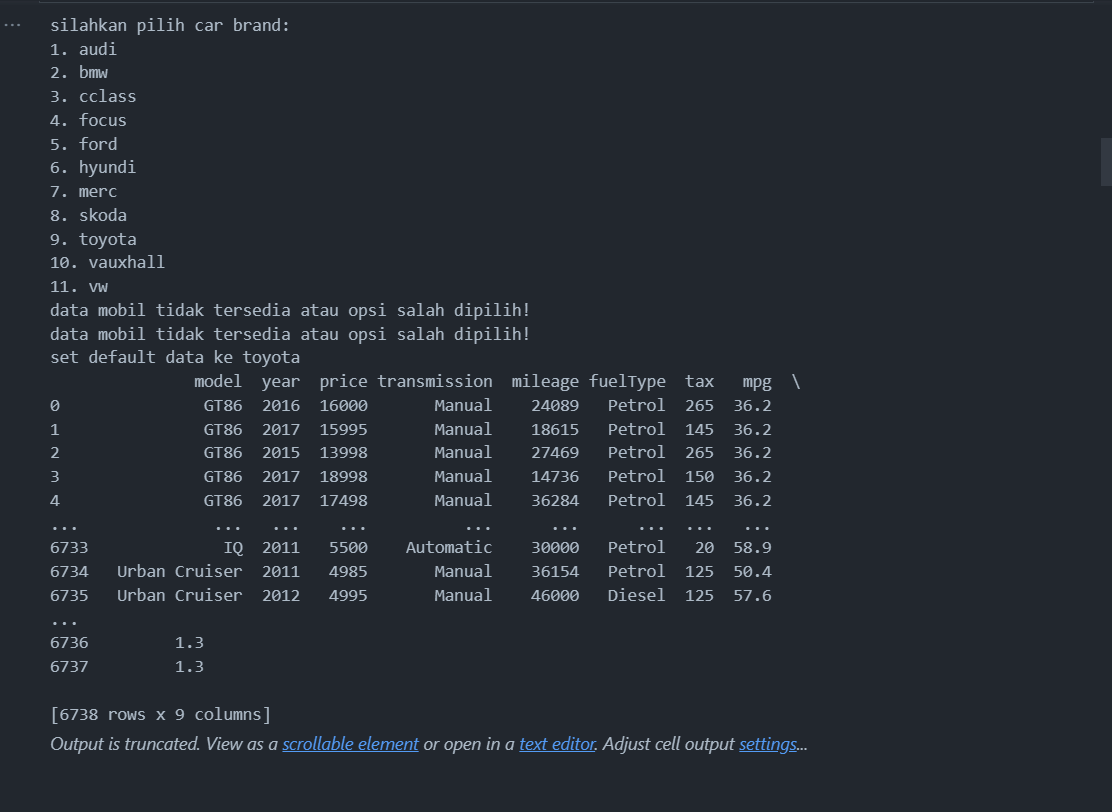 ...
silahkan pilih car brand:
1. audi
2. bmw
3. cclass
4. focus
5. ford
6. hyundi
7. merc
8. skoda
9. toyota
10. vauxhall
11. vw
data mobil tidak tersedia atau opsi salah dipilih!
data mobil tidak tersedia atau opsi salah dipilih!
set default data ke toyota
model year price transmission mileage fuelType tax mpg \
0 GT86 2016 16000 Manual 24089 Petrol 265 36.2
1 GT86 2017 15995 Manual 18615 Petrol 145 36.2
2 GT86 2015 13998 Manual 27469 Petrol 265 36.2
3 GT86 2017 18998 Manual 14736 Petrol 150 36.2
4 GT86 2017 17498 Manual 36284 Petrol 145 36.2
... ... ... ... ... ... ... ... ...
6733 IQ 2011 5500 Automatic 30000 Petrol 20 58.9
6734 Urban Cruiser 2011 4985 Manual 36154 Petrol 125 50.4
6735 Urban Cruiser 2012 4995 Manual 46000 Diesel 125 57.6
...
6736 1.3
6737 1.3
[6738 rows x 9 columns]
Output is truncated. View as a scrollable element or open in a text editor. Adjust cell output settings...